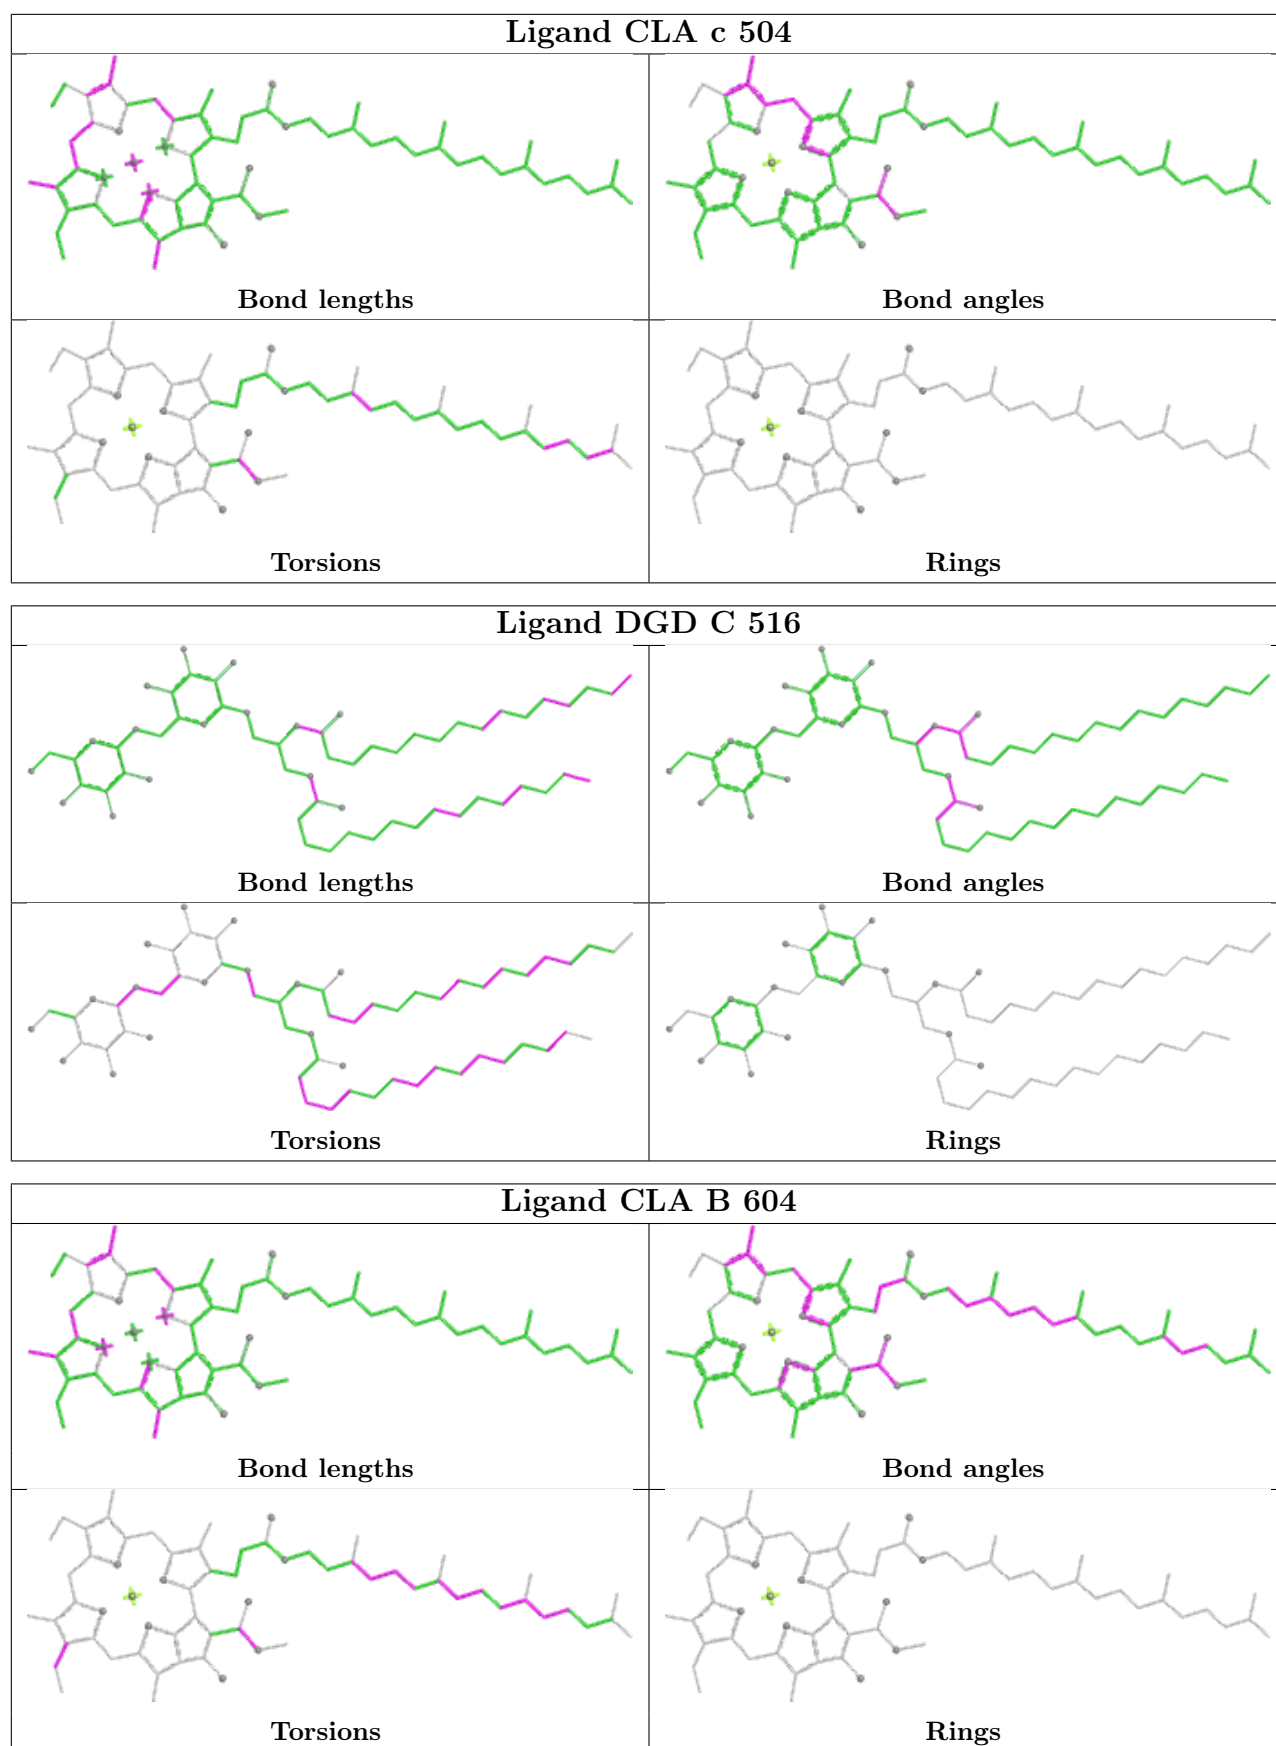 Ligand CLA c 504
Bond lengths
Bond angles
Torsions
Rings
Ligand DGD C 516
Bond lengths
Bond angles
Torsions
Rings
Ligand CLA B 604
Bond lengths
Bond angles
Torsions
Rings